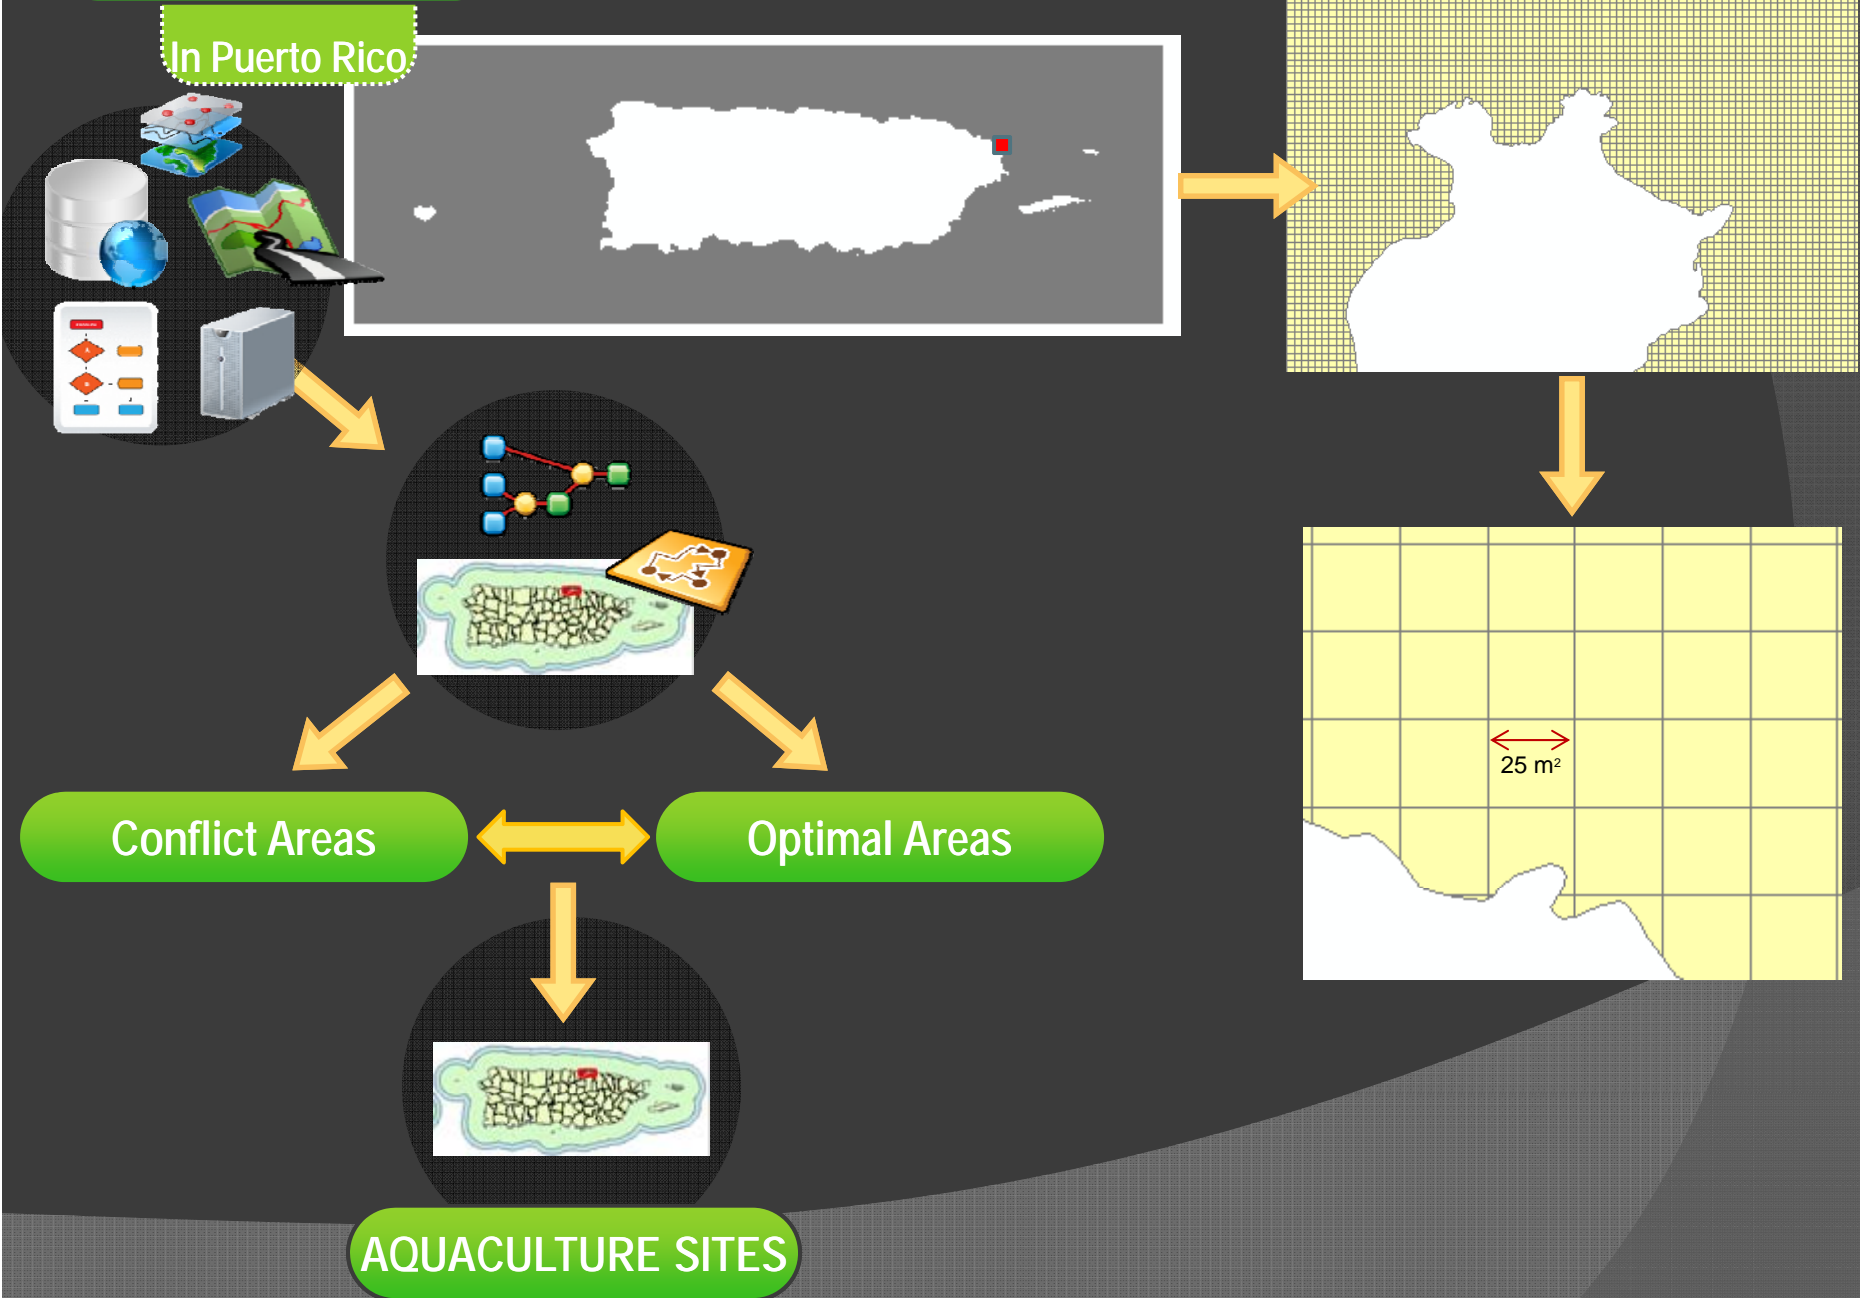 In Puerto Rico
25 m²
Conflict Areas
Optimal Areas
AQUACULTURE SITES